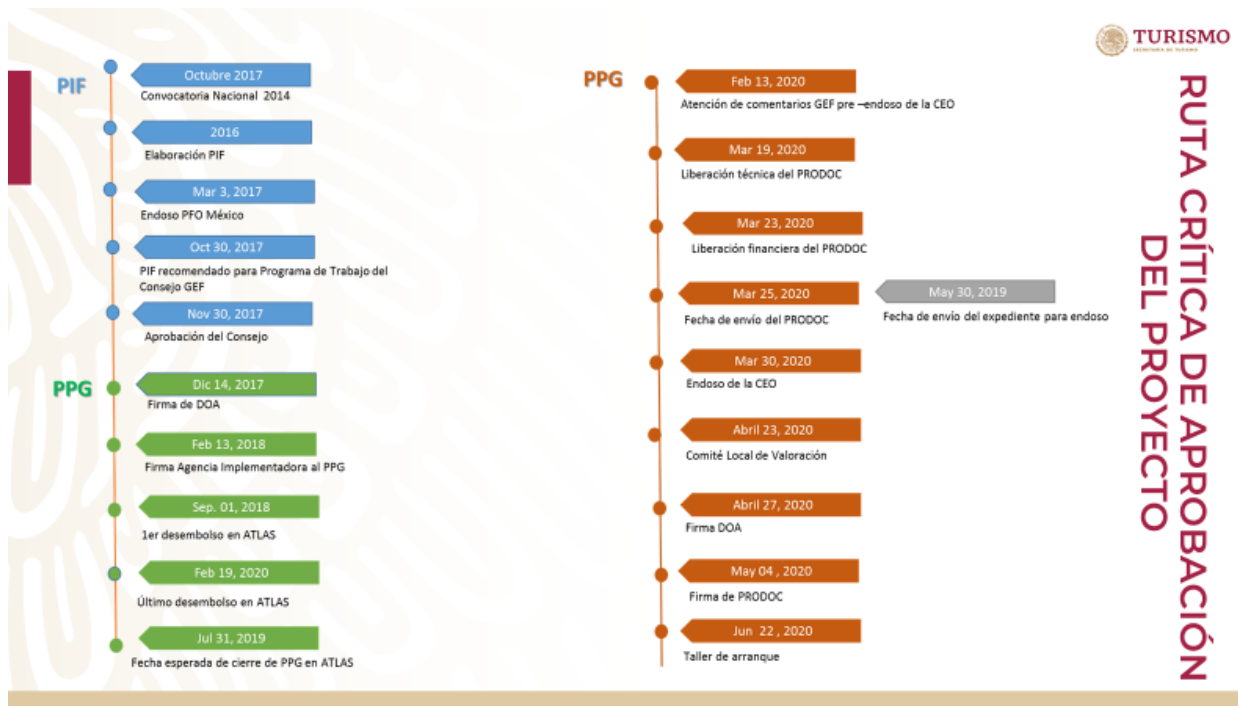 TURISMO
SECRETARÍA DE TURISMO
RUTA CRÍTICA DE APROBACIÓN
DEL PROYECTO
PIF
Octubre 2017
Convocatoria Nacional 2014
2016
Elaboración PIF
Mar 3, 2017
Endoso PFO México
Oct 30, 2017
PIF recomendado para Programa de Trabajo del
Consejo GEF
Nov 30, 2017
Aprobación del Consejo
PPG
Dic 14, 2017
Firma de DOA
Feb 13, 2018
Firma Agencia Implementadora al PPG
Sep. 01, 2018
1er desembolso en ATLAS
Feb 19, 2020
Último desembolso en ATLAS
Jul 31, 2019
Fecha esperada de cierre de PPG en ATLAS
PPG
Feb 13, 2020
Atención de comentarios GEF pre –endoso de la CEO
Mar 19, 2020
Liberación técnica del PRODOC
Mar 23, 2020
Liberación financiera del PRODOC
Mar 25, 2020
Fecha de envío del PRODOC
May 30, 2019
Fecha de envío del expediente para endoso
Mar 30, 2020
Endoso de la CEO
Abril 23, 2020
Comité Local de Valoración
Abril 27, 2020
Firma DOA
May 04 , 2020
Firma de PRODOC
Jun 22 , 2020
Taller de arranque